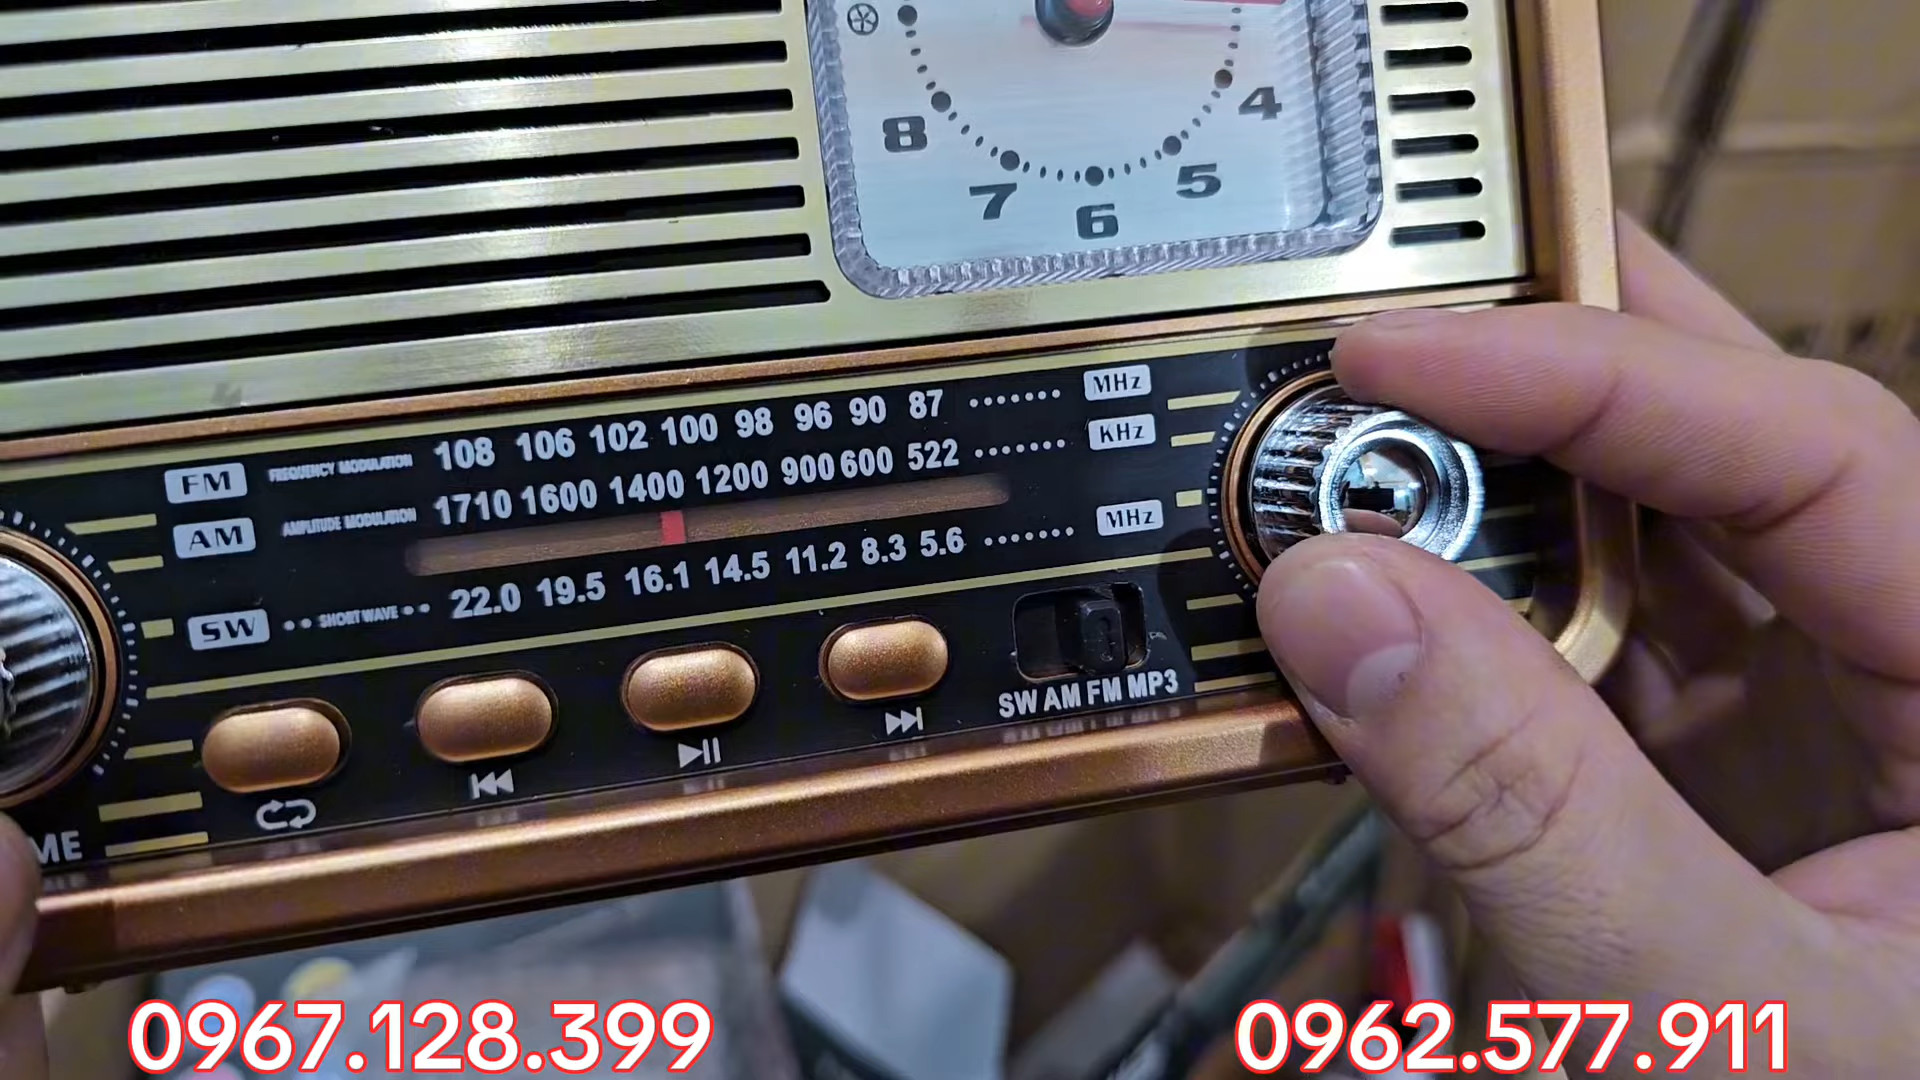 8 4
7 5
6
FM FREQUENCY MODULATION 108 106 102 100 98 96 90 87 ....... MHz
AM AMPLITUDE MODULATION 1710 1600 1400 1200 900 600 522 ....... KHz
SW •• SHORT WAVE •• 22.0 19.5 16.1 14.5 11.2 8.3 5.6 ....... MHz
SW AM FM MP3
ME
0967.128.399 0962.577.911